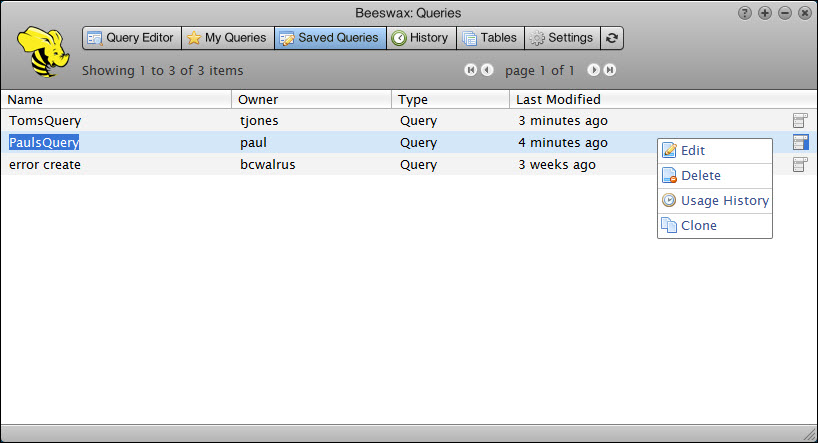 Beeswax: Queries
Query Editor My Queries Saved Queries History Tables Settings
Showing 1 to 3 of 3 items page 1 of 1
Name Owner Type Last Modified
TomsQuery tjones Query 3 minutes ago
PaulsQuery paul Query 4 minutes ago
error create bcwalrus Query 3 weeks ago
Edit
Delete
Usage History
Clone